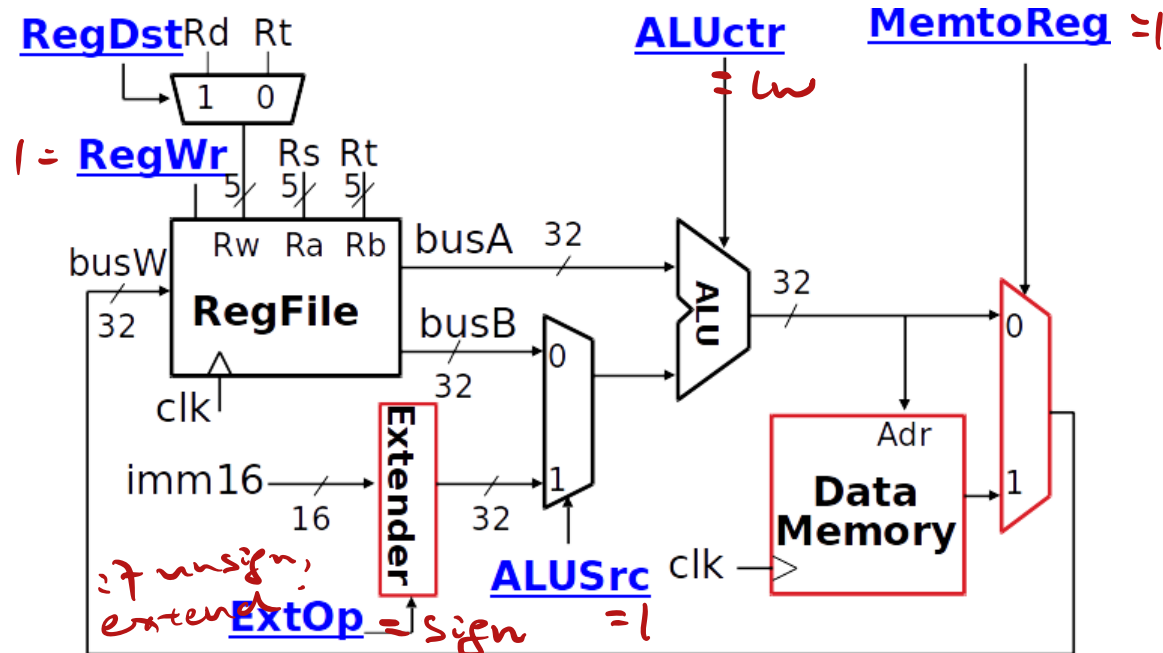 RegDst Rd Rt
ALUctr
MemtoReg =1
= lw
1 0
1 = RegWr
Rs Rt
5 5 5
Rw Ra Rb
busA 32
busW
32
RegFile
ALU
32
busB
32
0
0
clk
Extender
Adr
imm16
16
32
1
1
Data
Memory
clk
if unsign,
extend
ExtOp = sign
ALUSrc
=1